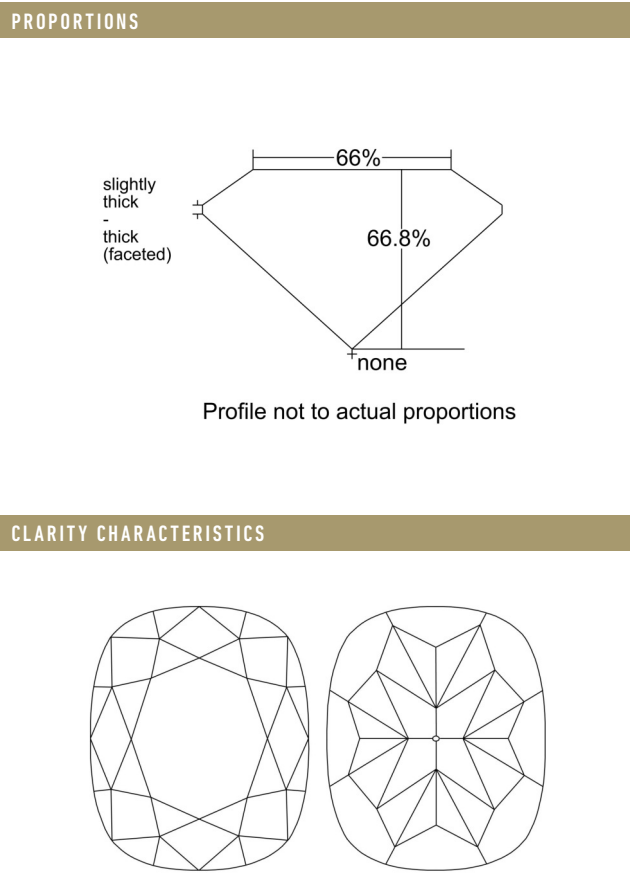 PROPORTIONS
66%
slightly
thick
-
thick
(faceted)
66.8%
none
Profile not to actual proportions
CLARITY CHARACTERISTICS